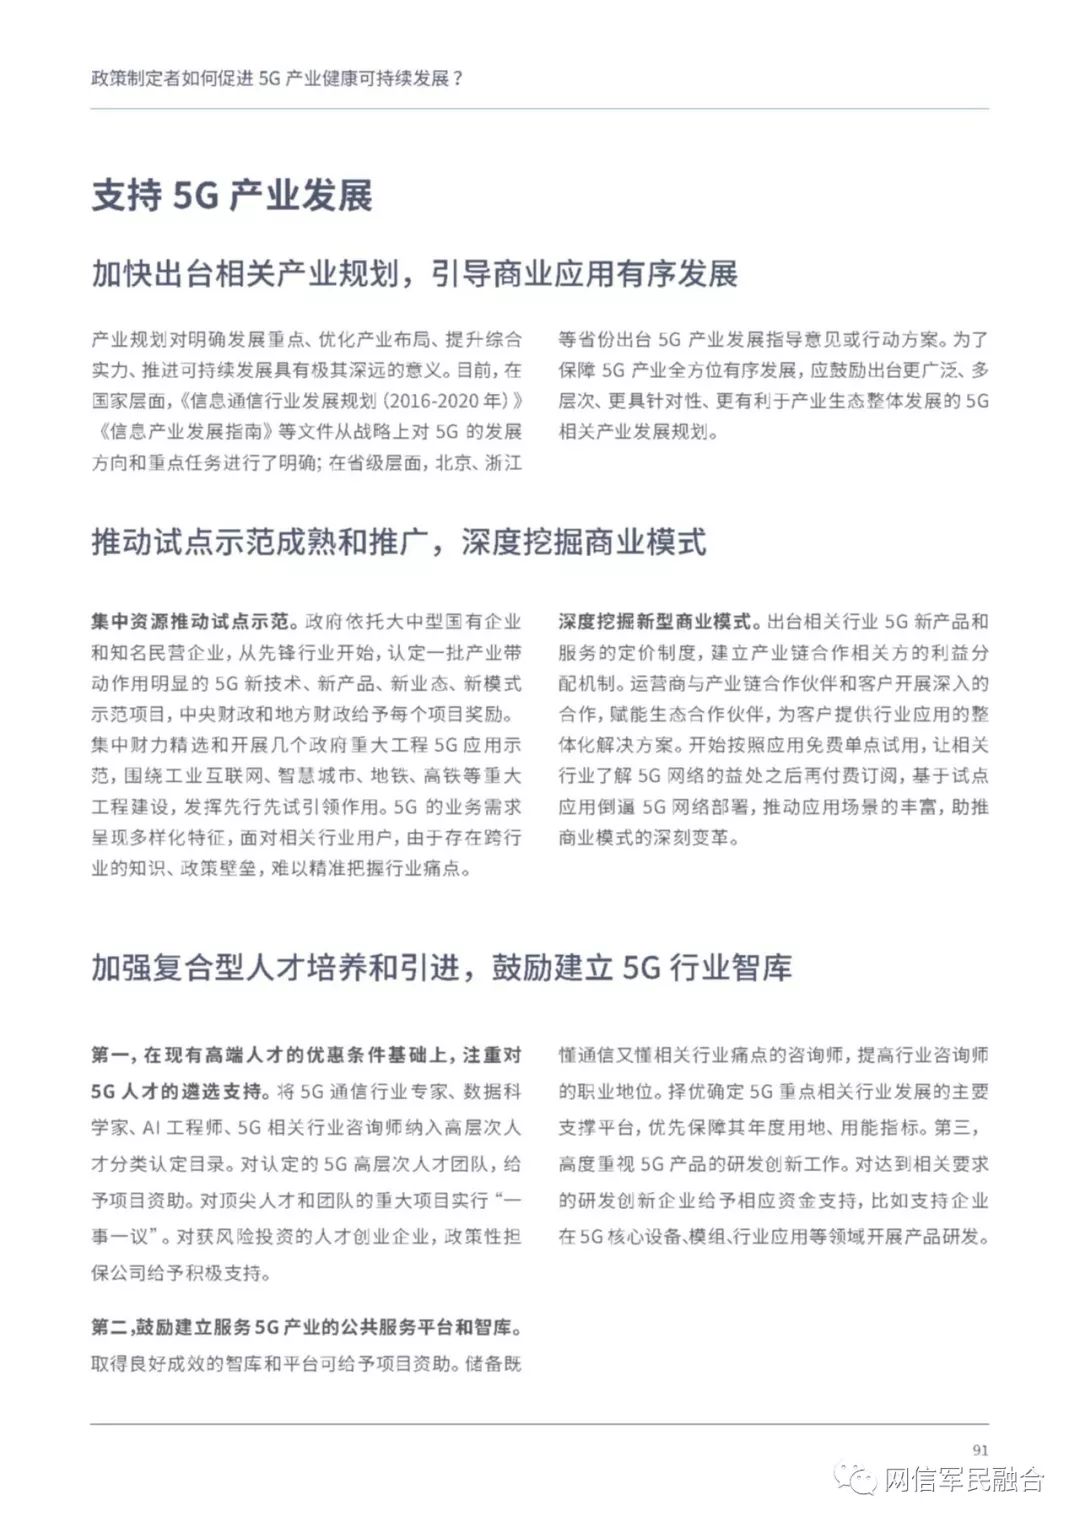 政策制定者如何促进 5G 产业健康可持续发展？
支持 5G 产业发展
加快出台相关产业规划，引导商业应用有序发展
产业规划对明确发展重点、优化产业布局、提升综合
实力、推进可持续发展具有极其深远的意义。目前，在
国家层面，《信息通信行业发展规划（2016-2020 年）》
《信息产业发展指南》等文件从战略上对 5G 的发展
方向和重点任务进行了明确；在省级层面，北京、浙江
等省份出台 5G 产业发展指导意见或行动方案。为了
保障 5G 产业全方位有序发展，应鼓励出台更广泛、多
层次、更具针对性、更有利于产业生态整体发展的 5G
相关产业发展规划。
推动试点示范成熟和推广，深度挖掘商业模式
集中资源推动试点示范。政府依托大中型国有企业
和知名民营企业，从先锋行业开始，认定一批产业带
动作用明显的 5G 新技术、新产品、新业态、新模式
示范项目，中央财政和地方财政给予每个项目奖励。
集中财力精选和开展几个政府重大工程 5G 应用示
范，围绕工业互联网、智慧城市、地铁、高铁等重大
工程建设，发挥先行先试引领作用。5G 的业务需求
呈现多样化特征，面对相关行业用户，由于存在跨行
业的知识、政策壁垒，难以精准把握行业痛点。
深度挖掘新型商业模式。出台相关行业 5G 新产品和
服务的定价制度，建立产业链合作相关方的利益分
配机制。运营商与产业链合作伙伴和客户开展深入的
合作，赋能生态合作伙伴，为客户提供行业应用的整
体化解决方案。开始按照应用免费单点试用，让相关
行业了解 5G 网络的益处之后再付费订阅，基于试点
应用倒逼 5G 网络部署，推动应用场景的丰富，助推
商业模式的深刻变革。
加强复合型人才培养和引进，鼓励建立 5G 行业智库
第一，在现有高端人才的优惠条件基础上，注重对
5G 人才的遴选支持。将 5G 通信行业专家、数据科
学家、AI 工程师、5G 相关行业咨询师纳入高层次人
才分类认定目录。对认定的 5G 高层次人才团队，给
予项目资助。对顶尖人才和团队的重大项目实行“一
事一议”。对获风险投资的人才创业企业，政策性担
保公司给予积极支持。
第二，鼓励建立服务 5G 产业的公共服务平台和智库。
取得良好成效的智库和平台可给予项目资助。储备既
懂通信又懂相关行业痛点的咨询师，提高行业咨询师
的职业地位。择优确定 5G 重点相关行业发展的主要
支撑平台，优先保障其年度用地、用能指标。第三，
高度重视 5G 产品的研发创新工作。对达到相关要求
的研发创新企业给予相应资金支持，比如支持企业
在 5G 核心设备、模组、行业应用等领域开展产品研发。
91
网信军民融合